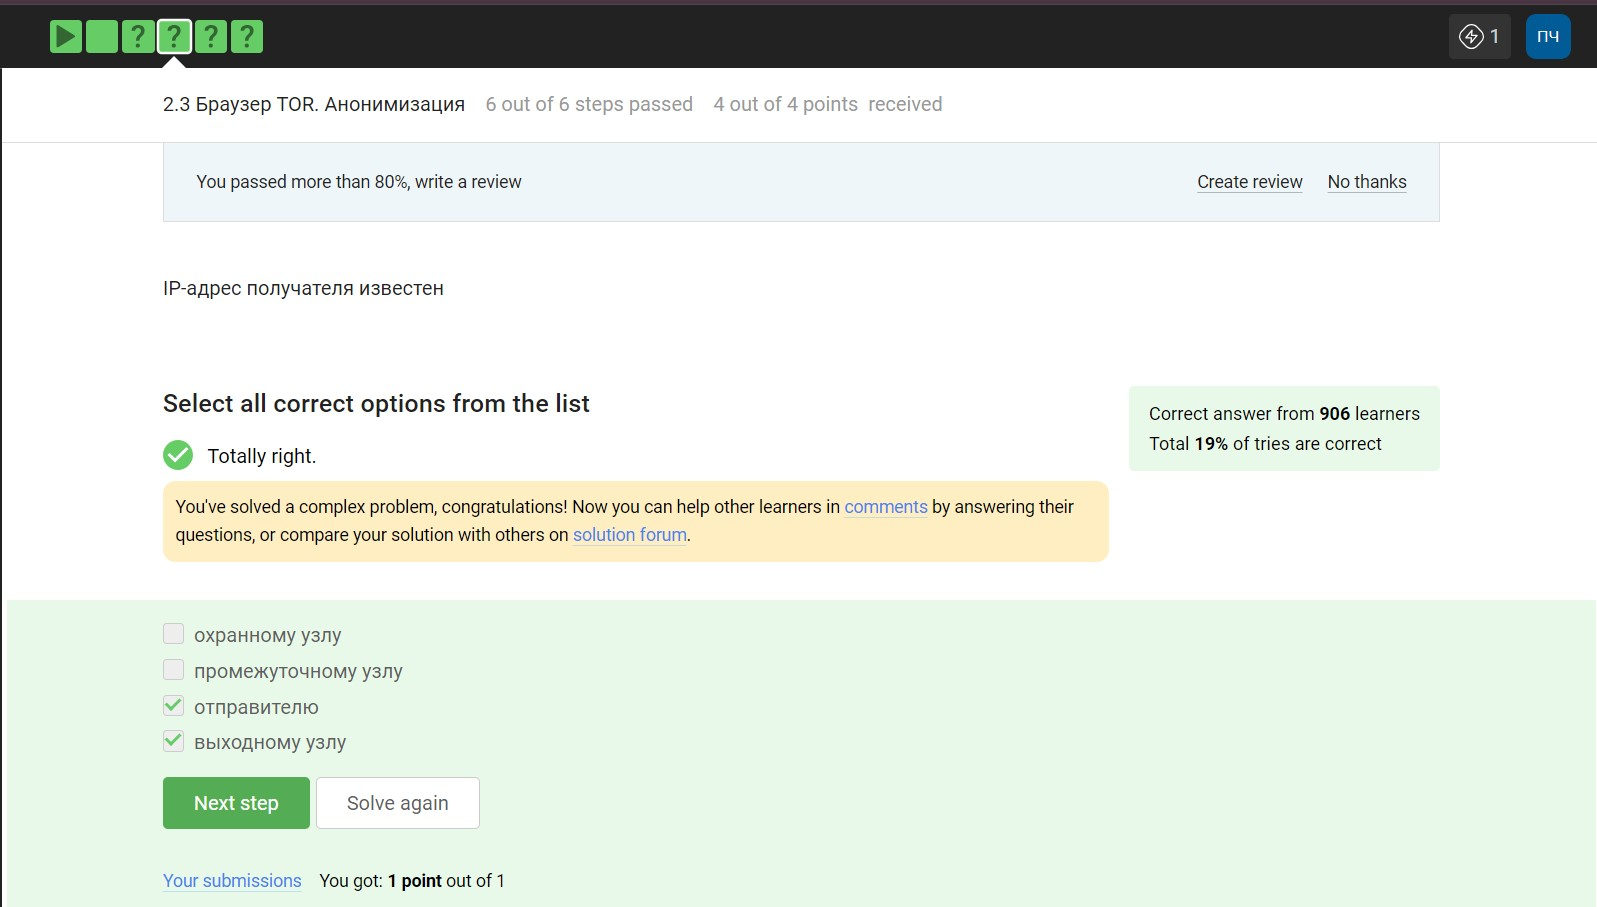 ? ? ? ?
1
ПЧ
2.3 Браузер TOR. Анонимизация 6 out of 6 steps passed 4 out of 4 points received
You passed more than 80%, write a review Create review No thanks
IP-адрес получателя известен
Select all correct options from the list
Correct answer from 906 learners
Total 19% of tries are correct
Totally right.
You've solved a complex problem, congratulations! Now you can help other learners in comments by answering their
questions, or compare your solution with others on solution forum.
охранному узлу
промежуточному узлу
отправителю
выходному узлу
Next step Solve again
Your submissions You got: 1 point out of 1